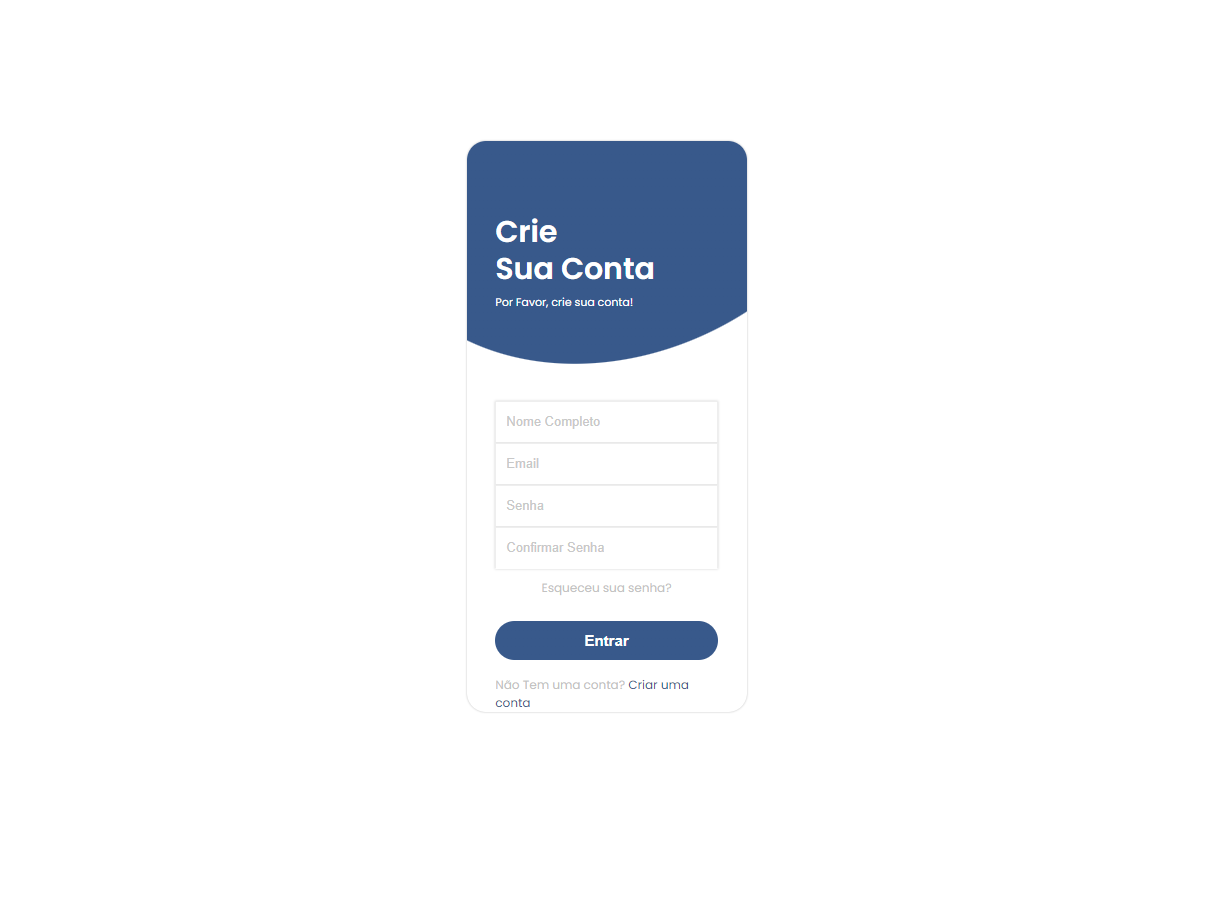 Crie
Sua Conta
Por Favor, crie sua conta!
Nome Completo
Email
Senha
Confirmar Senha
Esqueceu sua senha?
Entrar
Não Tem uma conta? Criar uma
conta